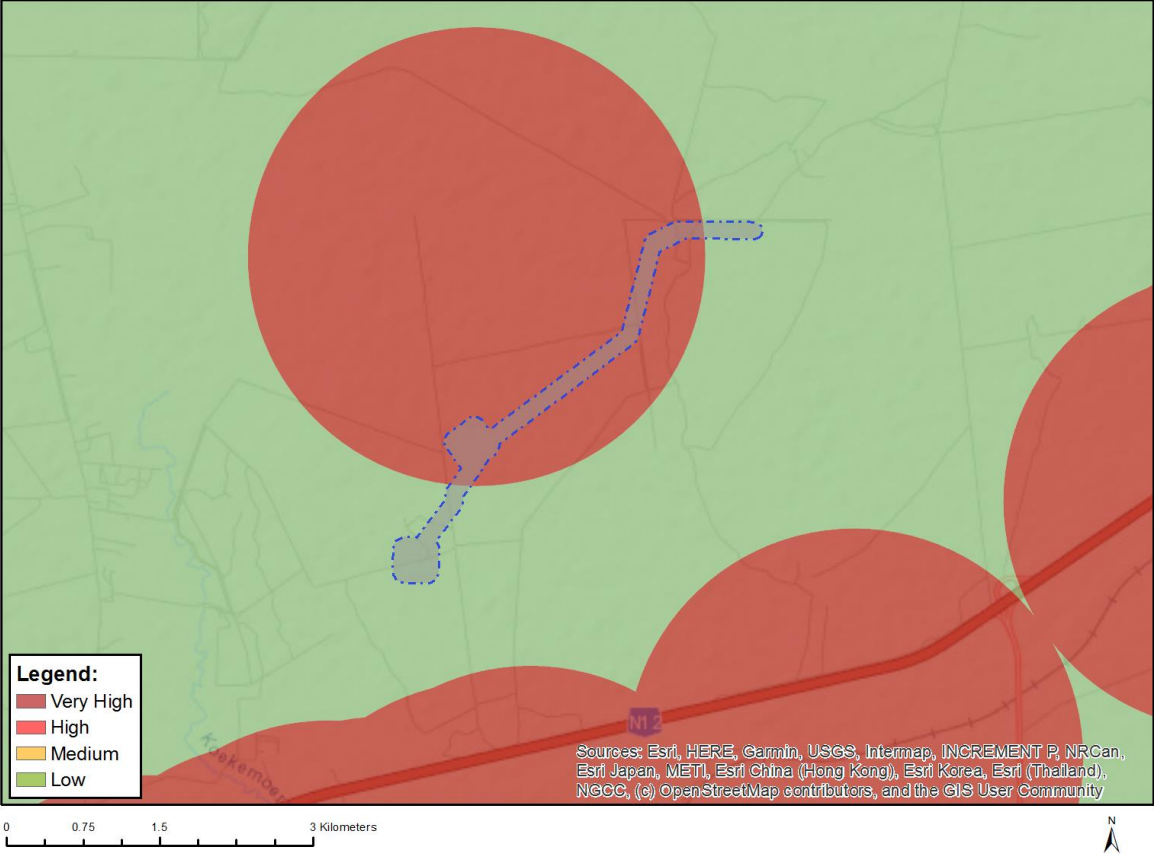 Legend:
Very High
High
Medium
Low
N12
Koekemoer
Sources: Esri, HERE, Garmin, USGS, Intermap, INCREMENT P, NRCan,
Esri Japan, METI, Esri China (Hong Kong), Esri Korea, Esri (Thailand),
NGCC, (c) OpenStreetMap contributors, and the GIS User Community
0 0.75 1.5 3 Kilometers
N